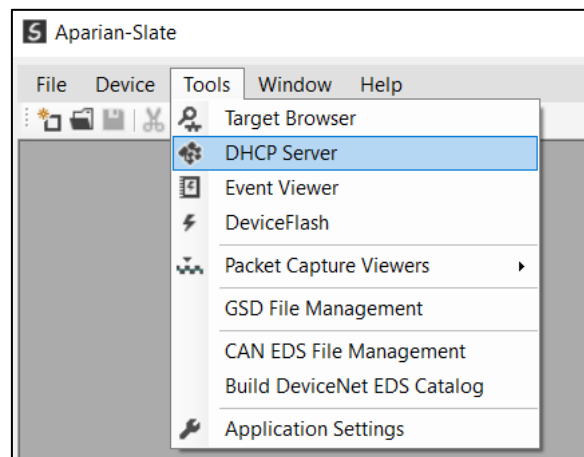 Aparian-Slate
File Device Tools Window Help
Target Browser
DHCP Server
Event Viewer
DeviceFlash
Packet Capture Viewers
GSD File Management
CAN EDS File Management
Build DeviceNet EDS Catalog
Application Settings